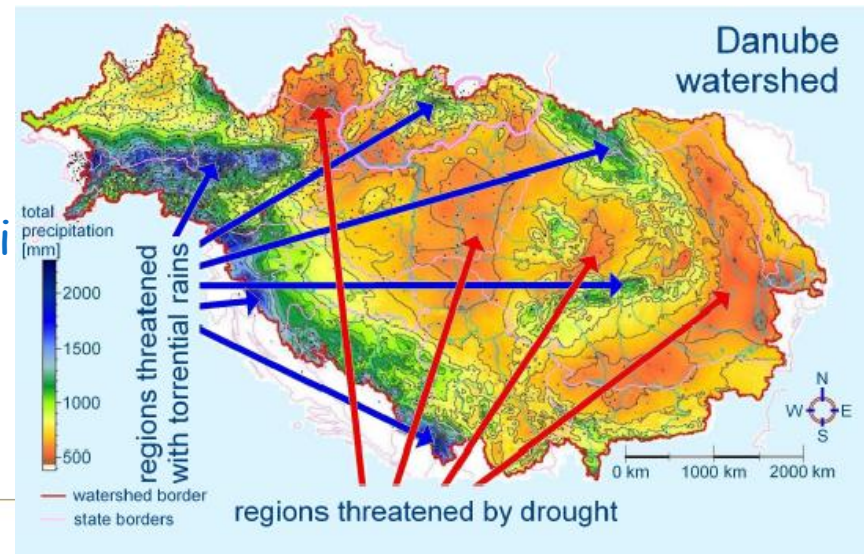 Danube
watershed
i
total
precipitation
[mm]
2000
1500
1000
500
regions threatened
with torrential rains
watershed border
state borders
regions threatened by drought
N
W E
S
0 km 1000 km 2000 km